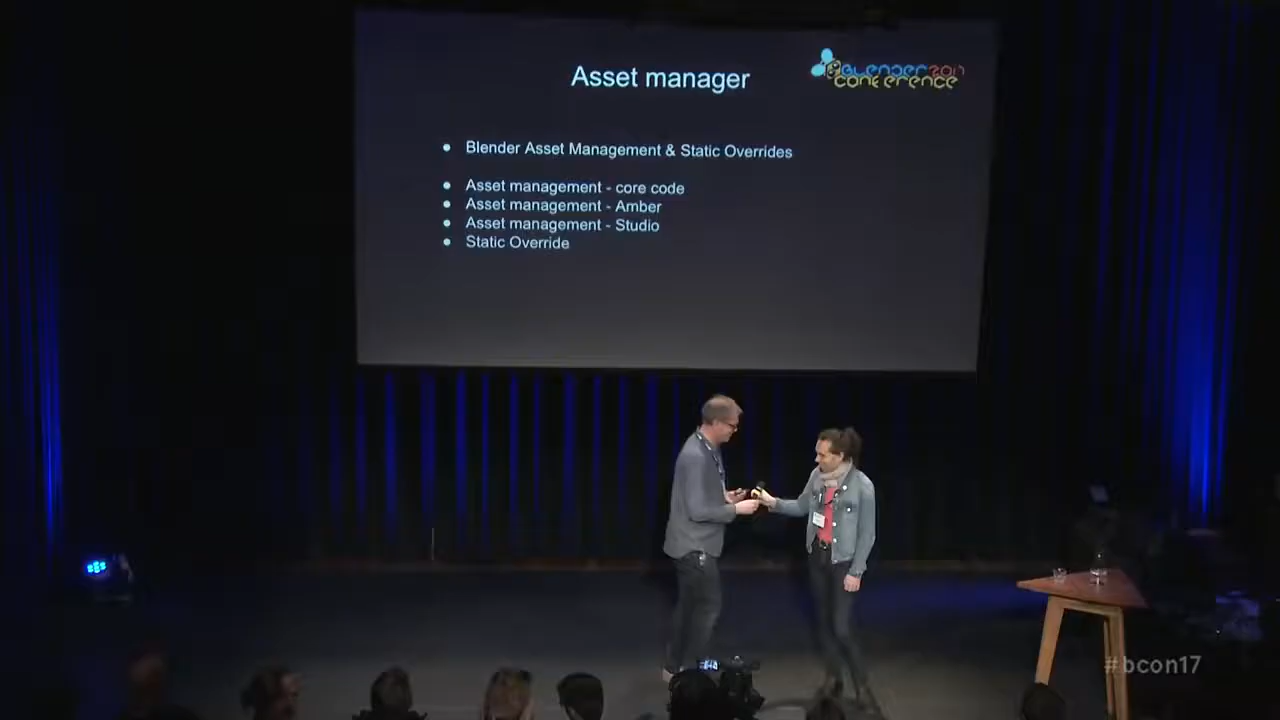 Asset manager
BLENDER 2017
CONFERENCE
● Blender Asset Management & Static Overrides
● Asset management - core code
● Asset management - Amber
● Asset management - Studio
● Static Override
#bcon17